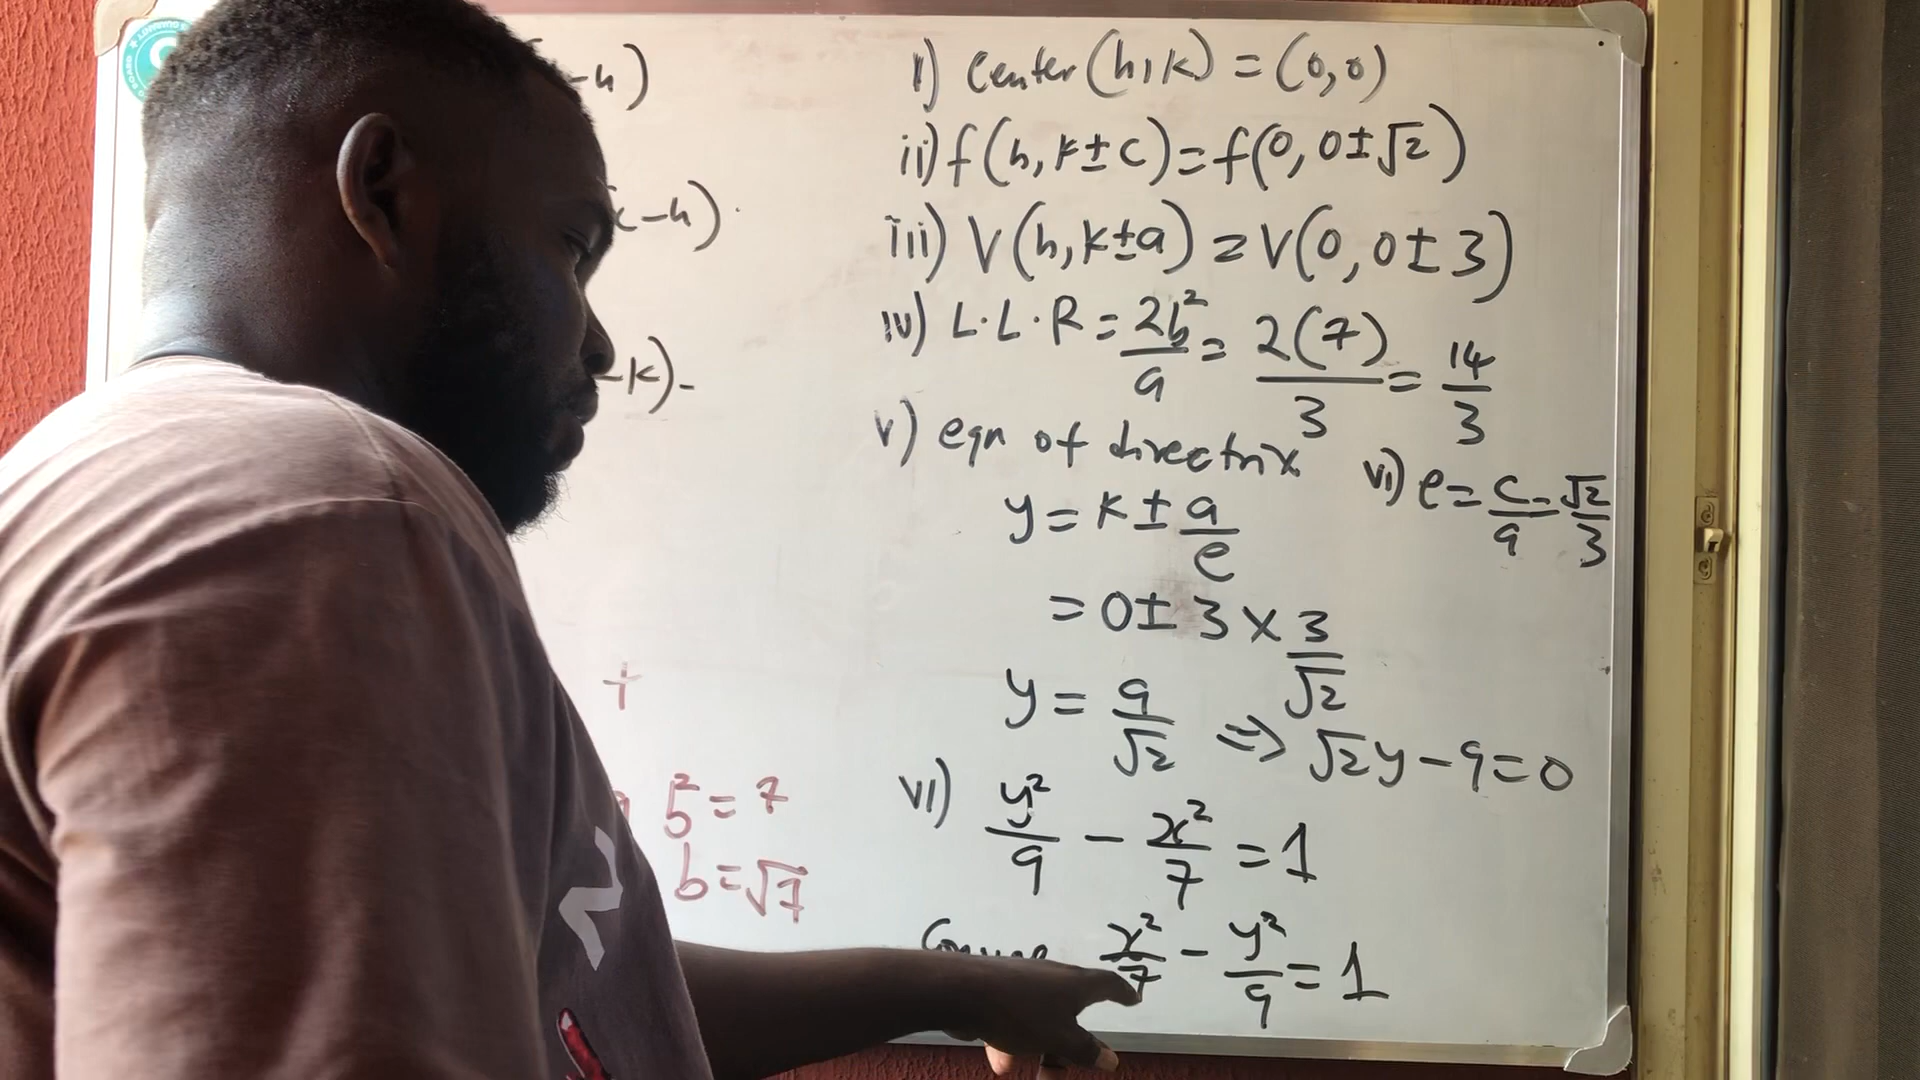 -h)
x-h)
-k)-
+
b²=7
b=√7
i) center(h,k) = (0,0)
ii) f(h, k±c)=f(0, 0±√2)
iii) V(h,k±a) = V(0, 0±3)
iv) L.L.R = 2b²/a = 2(7)/3 = 14/3
v) eqn of directrix
vi) e = c/a = √2/3
y = k ± a/e
= 0 ± 3 × 3/√2
y = 9/√2 ⇒ √2y - 9 = 0
vi) y²/9 - x²/7 = 1
x²/7 - y²/9 = 1